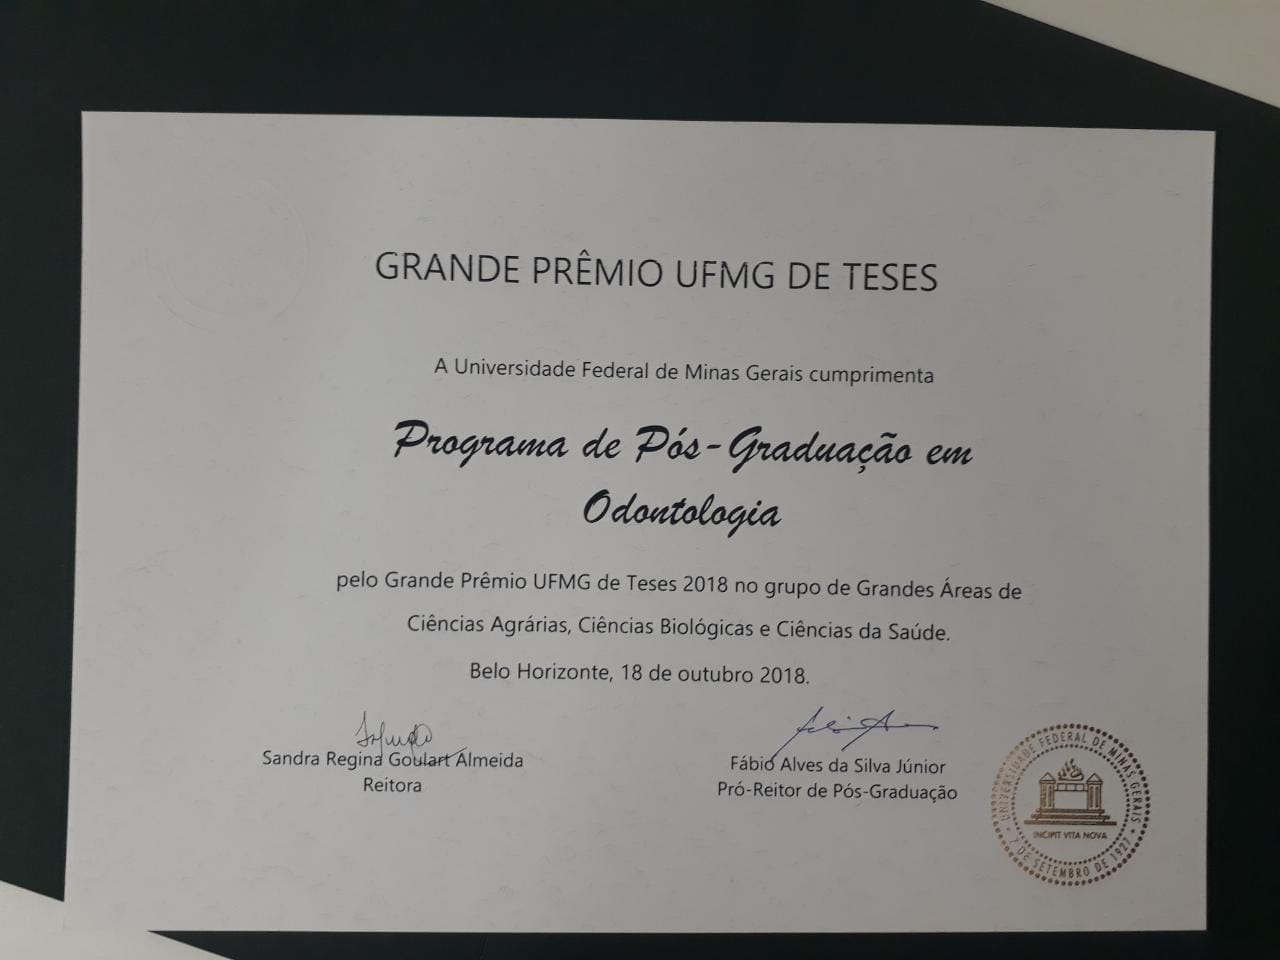 GRANDE PRÊMIO UFMG DE TESES
A Universidade Federal de Minas Gerais cumprimenta
Programa de Pós-Graduação em
Odontologia
pelo Grande Prêmio UFMG de Teses 2018 no grupo de Grandes Áreas de
Ciências Agrárias, Ciências Biológicas e Ciências da Saúde.
Belo Horizonte, 18 de outubro 2018.
Sandra Regina Goulart Almeida
Reitora
Fábio Alves da Silva Júnior
Pró-Reitor de Pós-Graduação
UNIVERSIDADE FEDERAL DE MINAS GERAIS
INCIPIT VITA NOVA
7 DE SETEMBRO DE 1927